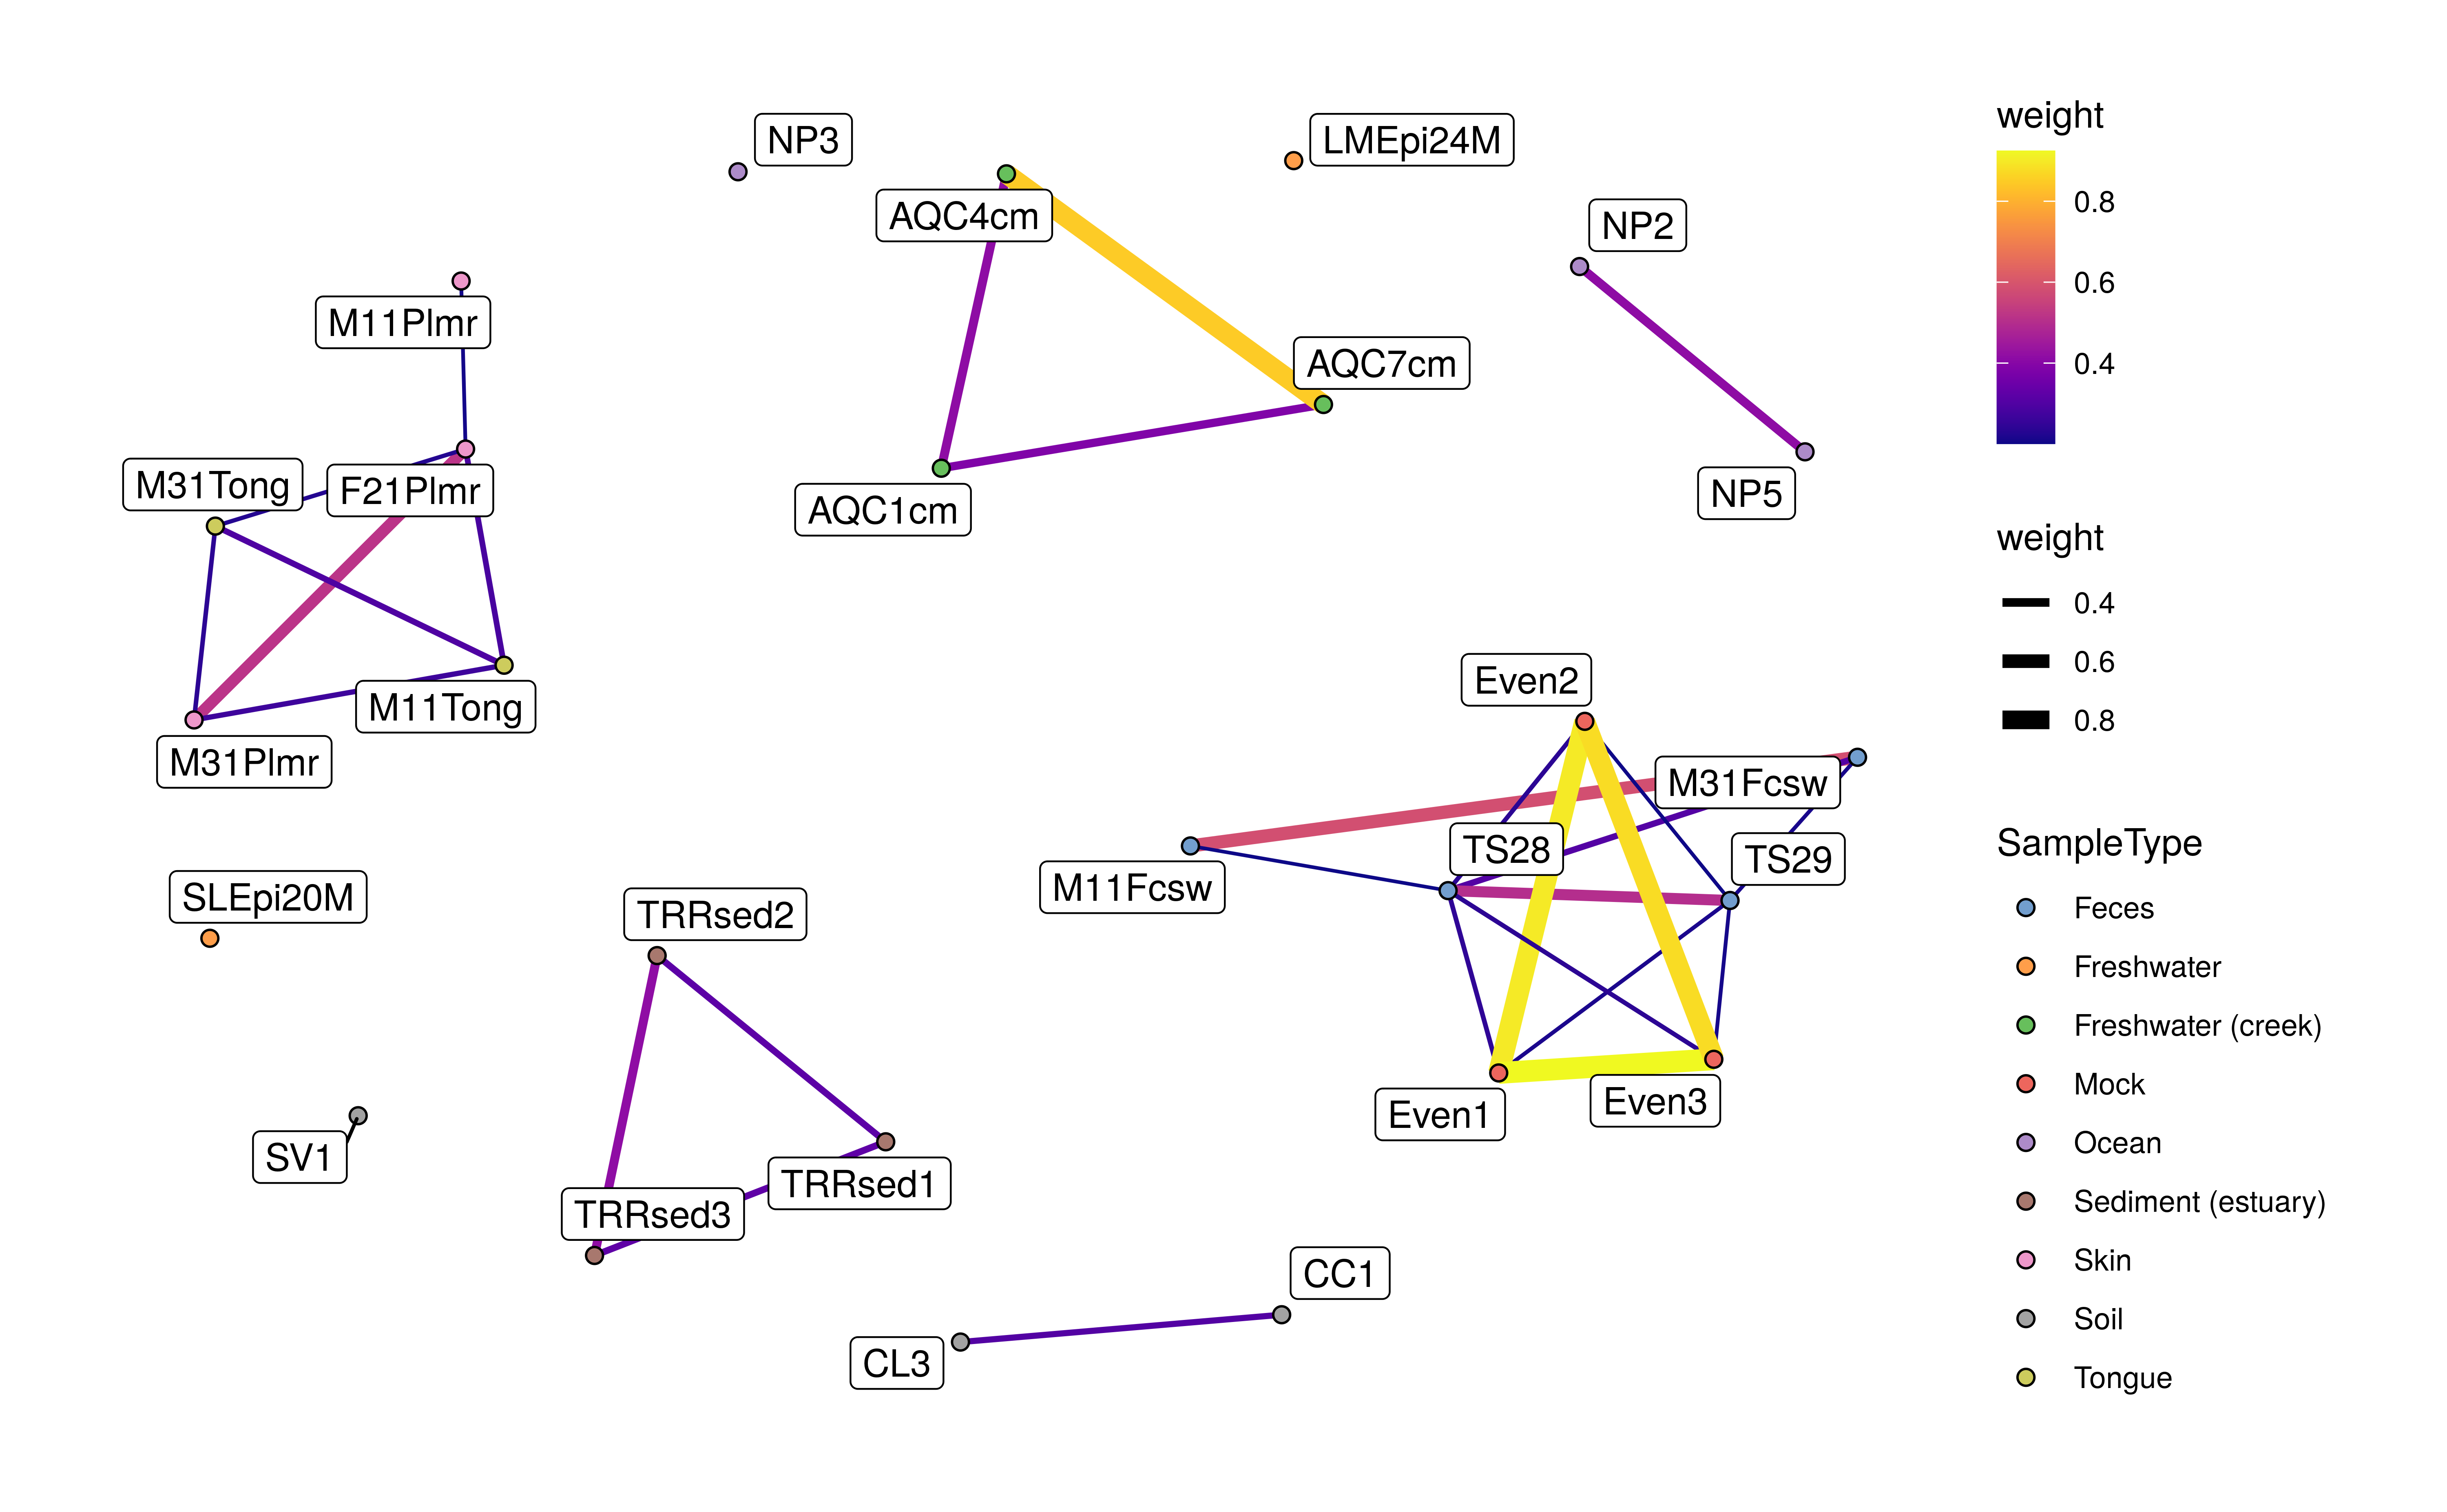 NP3
LMEpi24M
AQC4cm
NP2
M11Plmr
AQC7cm
M31Tong
F21Plmr
AQC1cm
NP5
M11Tong
M31Plmr
Even2
M31Fcsw
TS28
TS29
M11Fcsw
SLEpi20M
TRRsed2
Even3
Even1
SV1
TRRsed1
TRRsed3
CC1
CL3
weight
0.8
0.6
0.4
weight
0.4
0.6
0.8
SampleType
Feces
Freshwater
Freshwater (creek)
Mock
Ocean
Sediment (estuary)
Skin
Soil
Tongue